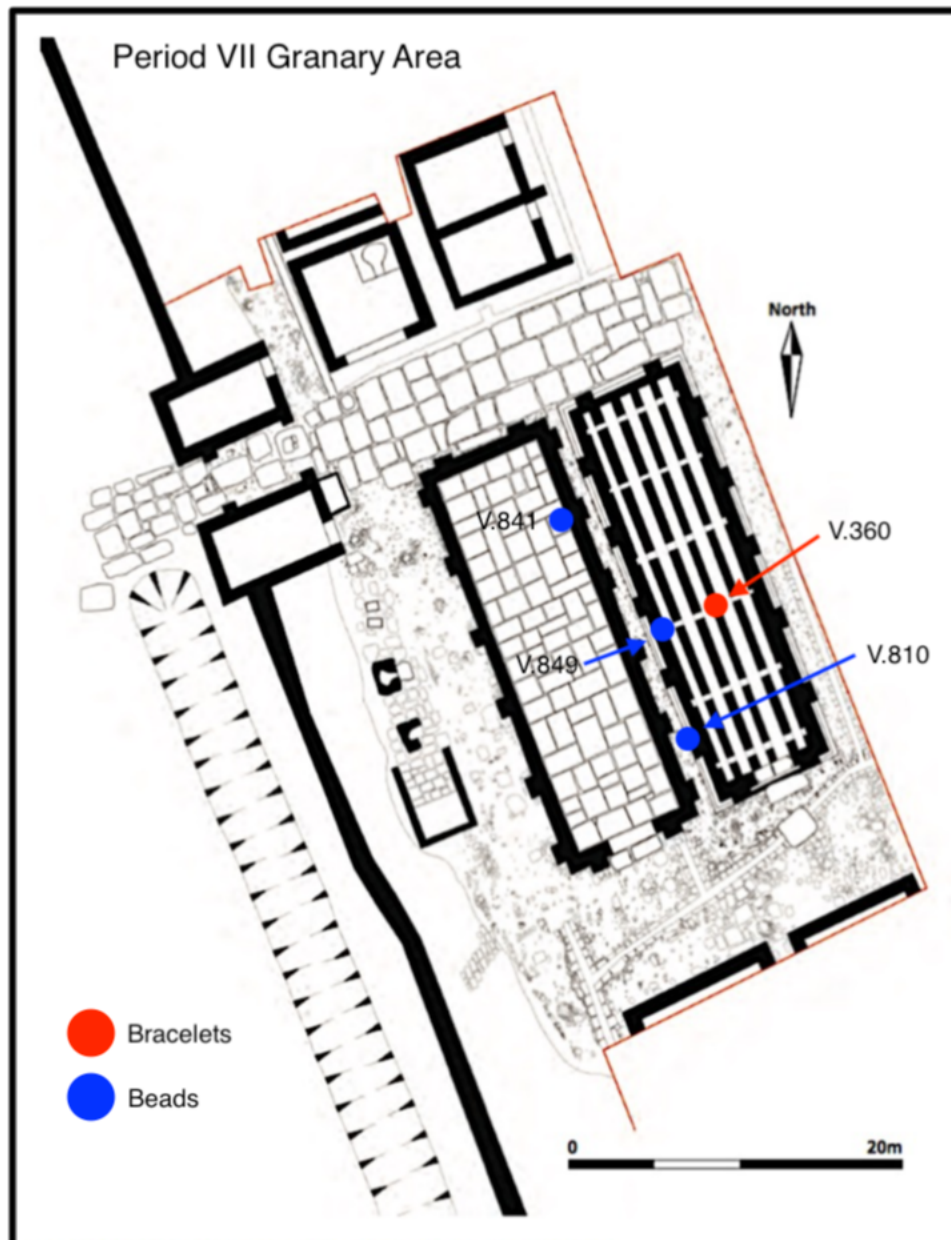 Period VII Granary Area
North
V.841
V.360
V.849
V.810
Bracelets
Beads
0 20m